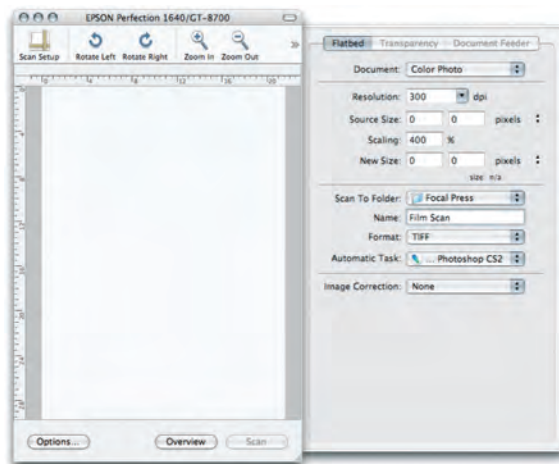 EPSON Perfection 1640/GT-8700
Scan Setup Rotate Left Rotate Right Zoom In Zoom Out »
Flatbed Transparency Document Feeder
Document: Color Photo
Resolution: 300 dpi
Source Size: 0 0 pixels
Scaling: 400 %
New Size: 0 0 pixels
size: n/a
Scan To Folder: Focal Press
Name: Film Scan
Format: TIFF
Automatic Task: ... Photoshop CS2
Image Correction: None
Options... Overview Scan